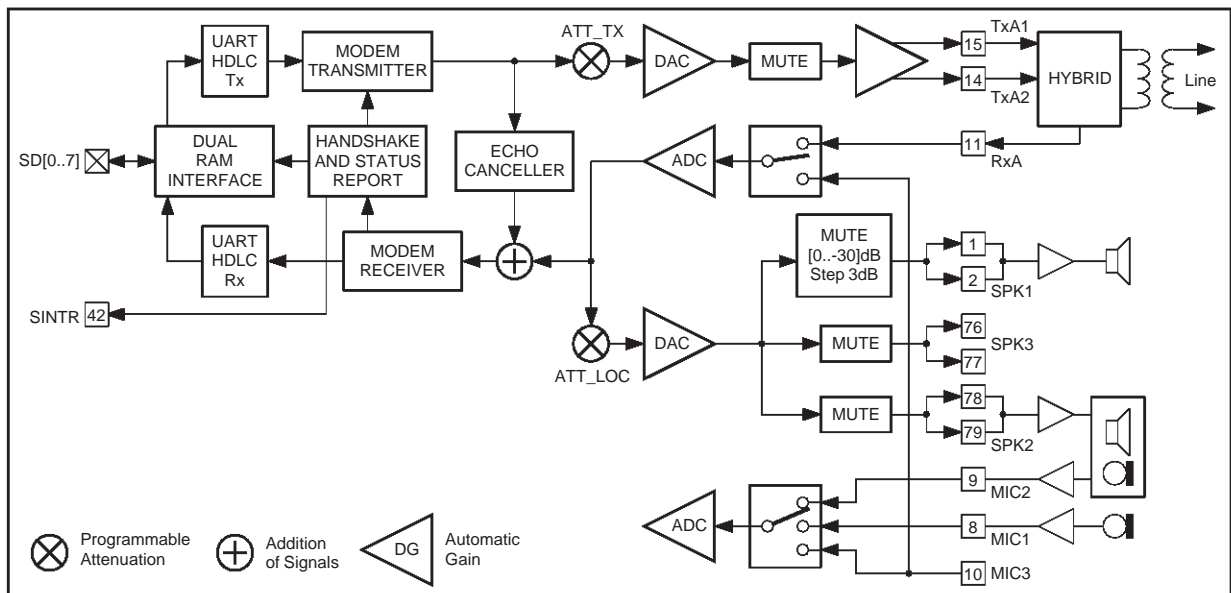 UART
HDLC
Tx
MODEM
TRANSMITTER
ATT_TX
DAC
MUTE
15
TxA1
14
TxA2
HYBRID
Line
SD[0..7]
DUAL
RAM
INTERFACE
HANDSHAKE
AND STATUS
REPORT
ECHO
CANCELLER
ADC
11
RxA
UART
HDLC
Rx
MODEM
RECEIVER
MUTE
[0..-30]dB
Step 3dB
1
2
SPK1
SINTR
42
ATT_LOC
DAC
MUTE
76
SPK3
77
MUTE
78
79
SPK2
ADC
9
MIC2
8
MIC1
10
MIC3
Programmable
Attenuation
Addition
of Signals
DG
Automatic
Gain